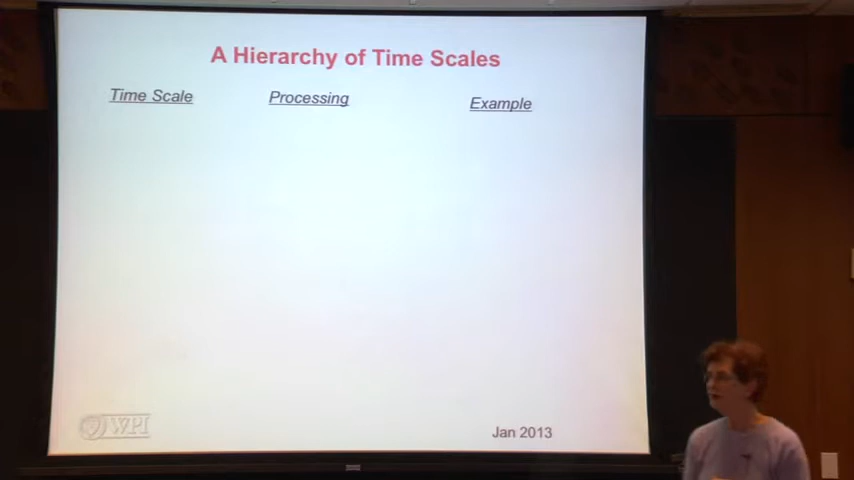 A Hierarchy of Time Scales
Time Scale Processing Example
WPI
Jan 2013